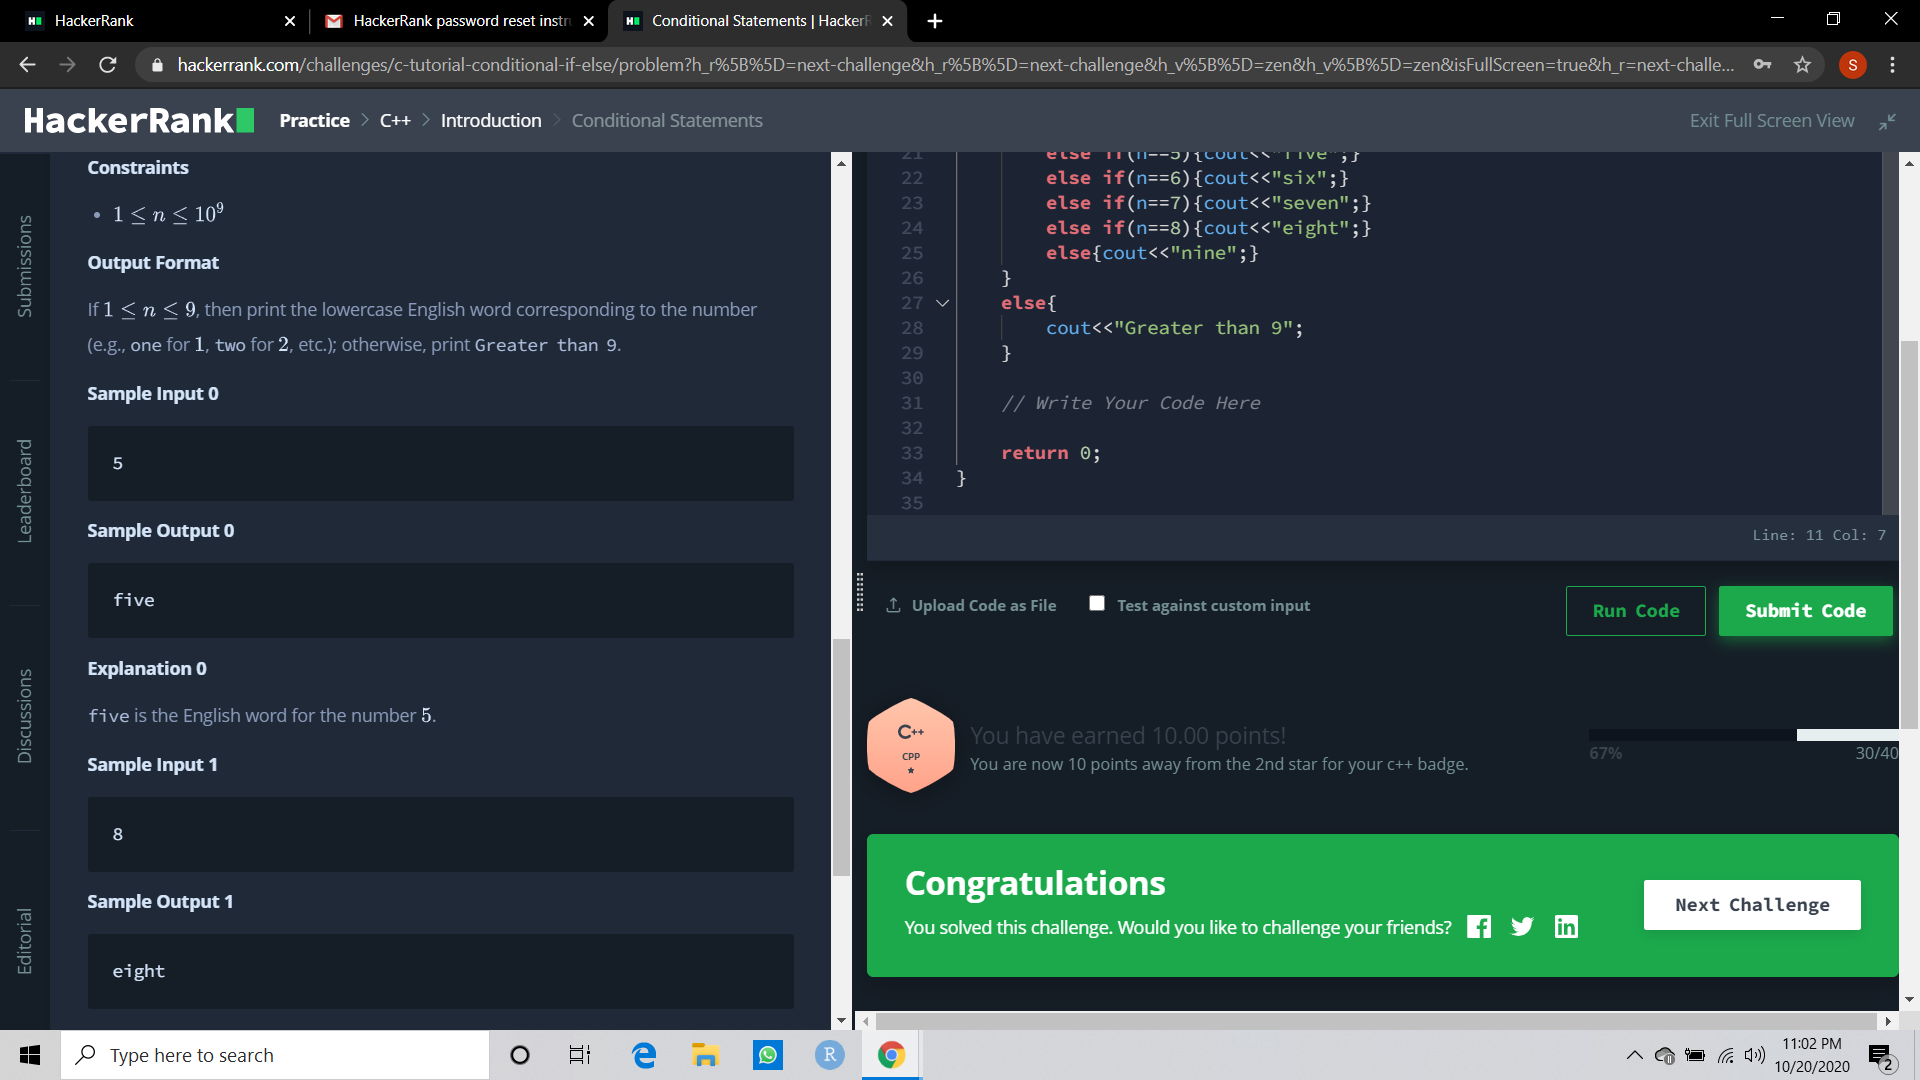 HackerRank
HackerRank password reset instr
Conditional Statements | HackerR
hackerrank.com/challenges/c-tutorial-conditional-if-else/problem?h_r%5B%5D=next-challenge&h_r%5B%5D=next-challenge&h_v%5B%5D=zen&h_v%5B%5D=zen&isFullScreen=true&h_r=next-challe...
S
HackerRank
Practice > C++ > Introduction > Conditional Statements
Exit Full Screen View
Submissions
Leaderboard
Discussions
Editorial
Constraints
• 1 ≤ n ≤ 10⁹
Output Format
If 1 ≤ n ≤ 9, then print the lowercase English word corresponding to the number
(e.g., one for 1, two for 2, etc.); otherwise, print Greater than 9.
Sample Input 0
5
Sample Output 0
five
Explanation 0
five is the English word for the number 5.
Sample Input 1
8
Sample Output 1
eight
21 else if(n==5){cout<<"five";}
22 else if(n==6){cout<<"six";}
23 else if(n==7){cout<<"seven";}
24 else if(n==8){cout<<"eight";}
25 else{cout<<"nine";}
26 }
27 else{
28 cout<<"Greater than 9";
29 }
30
31 // Write Your Code Here
32
33 return 0;
34 }
35
Line: 11 Col: 7
Upload Code as File
Test against custom input
Run Code
Submit Code
C++
CPP
You have earned 10.00 points!
You are now 10 points away from the 2nd star for your c++ badge.
67%
30/40
Congratulations
You solved this challenge. Would you like to challenge your friends?
Next Challenge
Type here to search
R
11:02 PM
10/20/2020
2